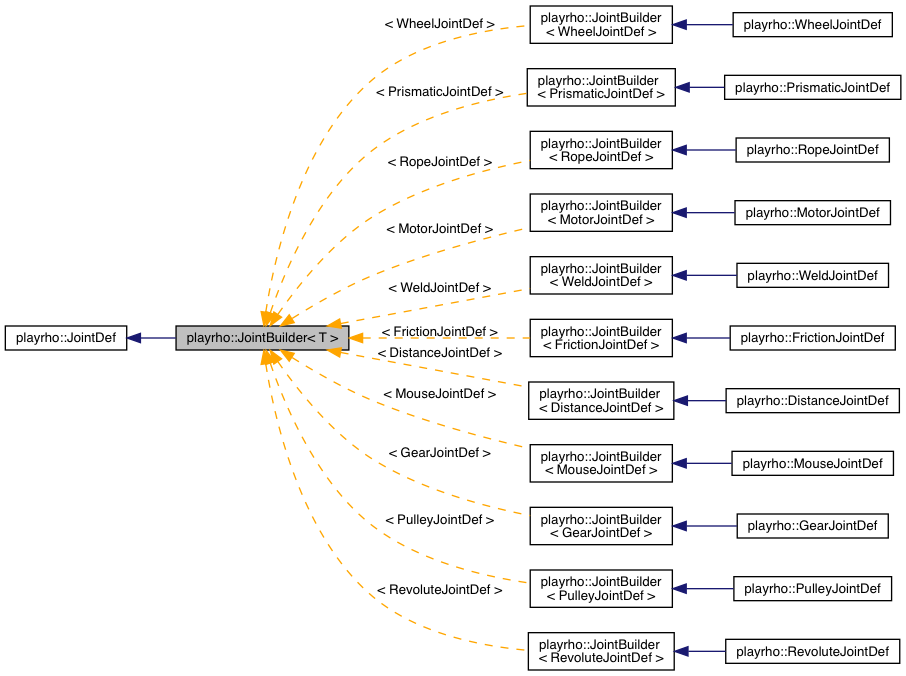 < WheelJointDef >
playrho::JointBuilder
< WheelJointDef >
playrho::WheelJointDef
< PrismaticJointDef >
playrho::JointBuilder
< PrismaticJointDef >
playrho::PrismaticJointDef
< RopeJointDef >
playrho::JointBuilder
< RopeJointDef >
playrho::RopeJointDef
< MotorJointDef >
playrho::JointBuilder
< MotorJointDef >
playrho::MotorJointDef
< WeldJointDef >
playrho::JointBuilder
< WeldJointDef >
playrho::WeldJointDef
playrho::JointDef
playrho::JointBuilder< T >
< FrictionJointDef >
playrho::JointBuilder
< FrictionJointDef >
playrho::FrictionJointDef
< DistanceJointDef >
playrho::JointBuilder
< DistanceJointDef >
playrho::DistanceJointDef
< MouseJointDef >
playrho::JointBuilder
< MouseJointDef >
playrho::MouseJointDef
< GearJointDef >
playrho::JointBuilder
< GearJointDef >
playrho::GearJointDef
< PulleyJointDef >
playrho::JointBuilder
< PulleyJointDef >
playrho::PulleyJointDef
< RevoluteJointDef >
playrho::JointBuilder
< RevoluteJointDef >
playrho::RevoluteJointDef